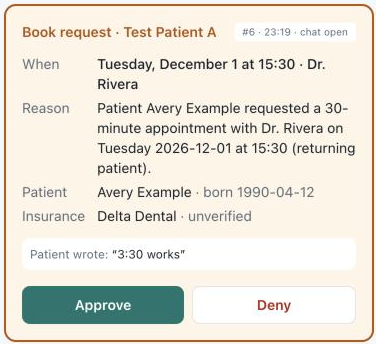 Book request · Test Patient A #6 · 23:19 · chat open
When Tuesday, December 1 at 15:30 · Dr.
Rivera
Reason Patient Avery Example requested a 30-
minute appointment with Dr. Rivera on
Tuesday 2026-12-01 at 15:30 (returning
patient).
Patient Avery Example · born 1990-04-12
Insurance Delta Dental · unverified
Patient wrote: “3:30 works”
Approve Deny